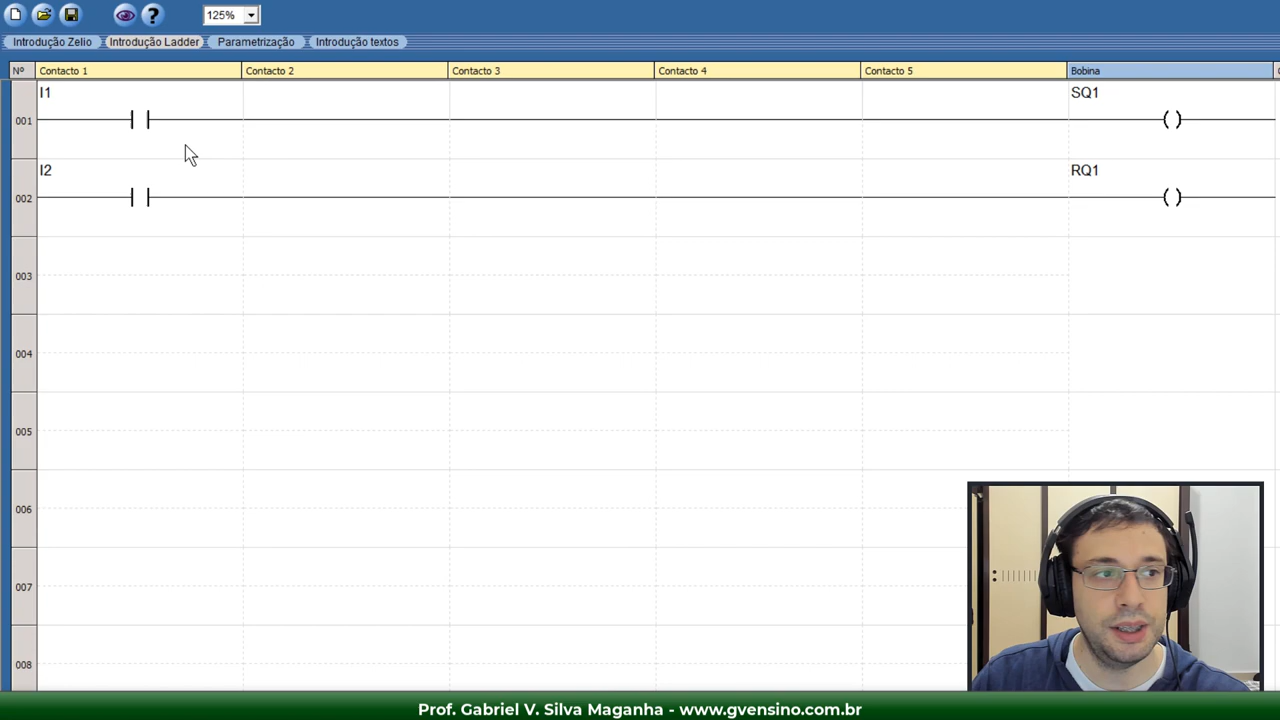 125%
Introdução Zelio Introdução Ladder Parametrização Introdução textos
Nº Contacto 1 Contacto 2 Contacto 3 Contacto 4 Contacto 5 Bobina
I1 SQ1
001
I2 RQ1
002
003
004
005
006
007
008
Prof. Gabriel V. Silva Maganha - www.gvensino.com.br